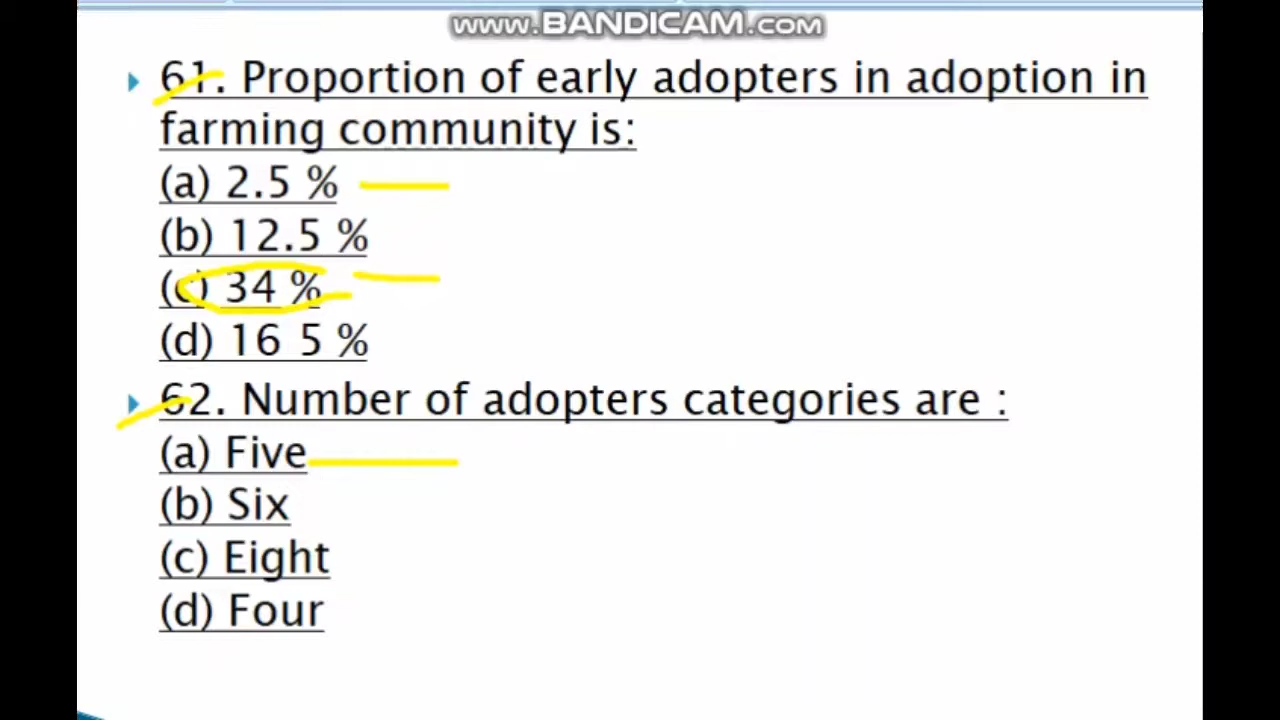 www.BANDICAM.com
61. Proportion of early adopters in adoption in
farming community is:
(a) 2.5 %
(b) 12.5 %
(c) 34 %
(d) 16 5 %
62. Number of adopters categories are :
(a) Five
(b) Six
(c) Eight
(d) Four